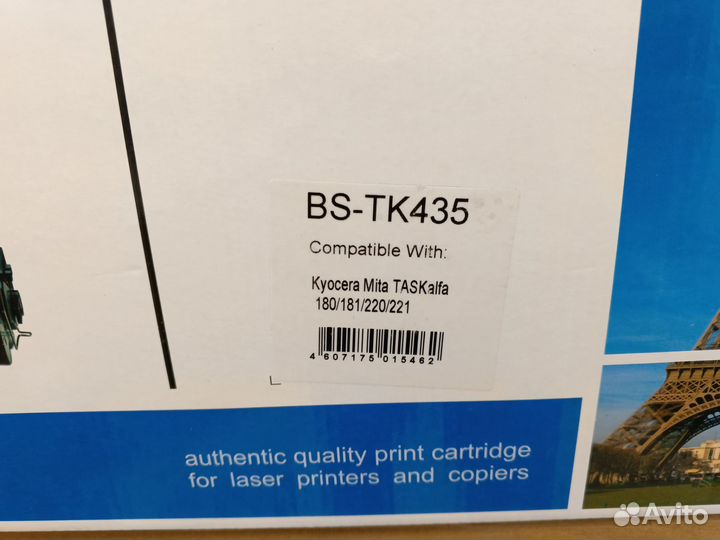 BS-TK435
Compatible With:
Kyocera Mita TASKalfa
180/181/220/221
4 607175 015462
authentic quality print cartridge
for laser printers and copiers
Avito